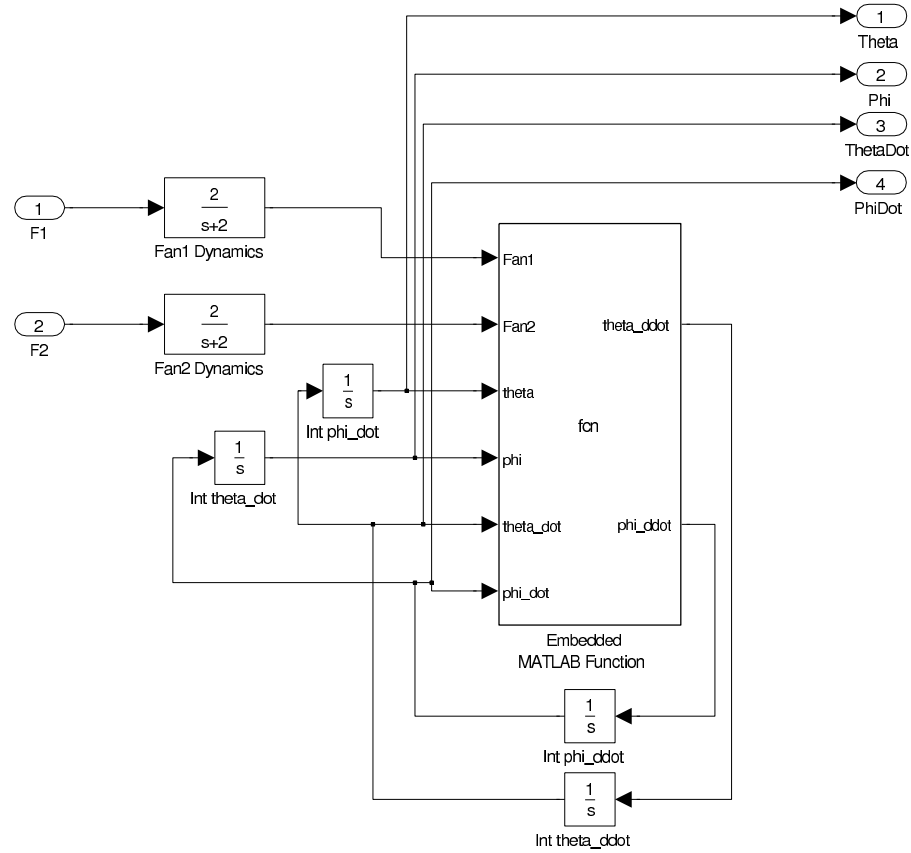 1
Theta
2
Phi
3
ThetaDot
4
PhiDot
1
F1
2
s+2
Fan1 Dynamics
2
F2
2
s+2
Fan2 Dynamics
Fan1
Fan2
theta
phi
theta_dot
phi_dot
fcn
theta_ddot
phi_ddot
Embedded
MATLAB Function
1
s
Int phi_dot
1
s
Int theta_dot
1
s
Int phi_ddot
1
s
Int theta_ddot